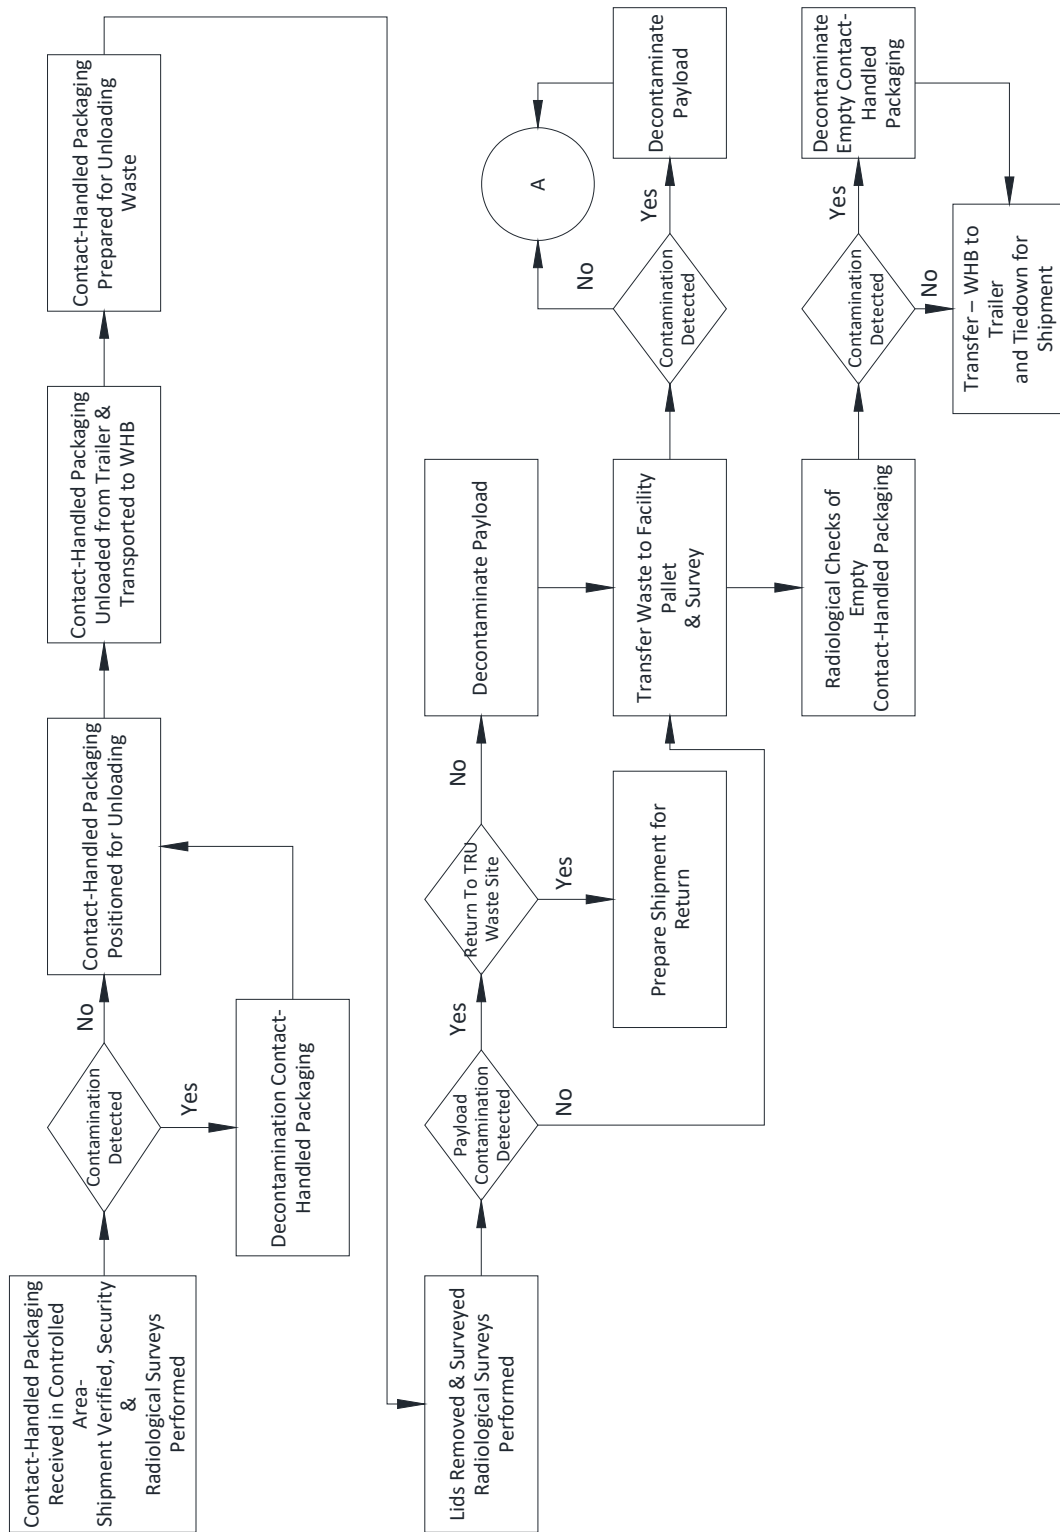 Contact-Handled Packaging
Received in Controlled
Area-
Shipment Verified, Security
&
Radiological Surveys
Performed
Contamination
Detected
No
Yes
Decontamination Contact-
Handled Packaging
Contact-Handled Packaging
Positioned for Unloading
Contact-Handled Packaging
Unloaded from Trailer &
Transported to WHB
Contact-Handled Packaging
Prepared for Unloading
Waste
Lids Removed & Surveyed
Radiological Surveys
Performed
Payload
Contamination
Detected
Yes
No
Return To TRU
Waste Site
No
Yes
Prepare Shipment for
Return
Decontaminate Payload
Transfer Waste to Facility
Pallet
& Survey
Contamination
Detected
No
Yes
A
Decontaminate
Payload
Radiological Checks of
Empty
Contact-Handled Packaging
Contamination
Detected
Yes
No
Decontaminate
Empty Contact-
Handled
Packaging
Transfer – WHB to
Trailer
and Tiedown for
Shipment